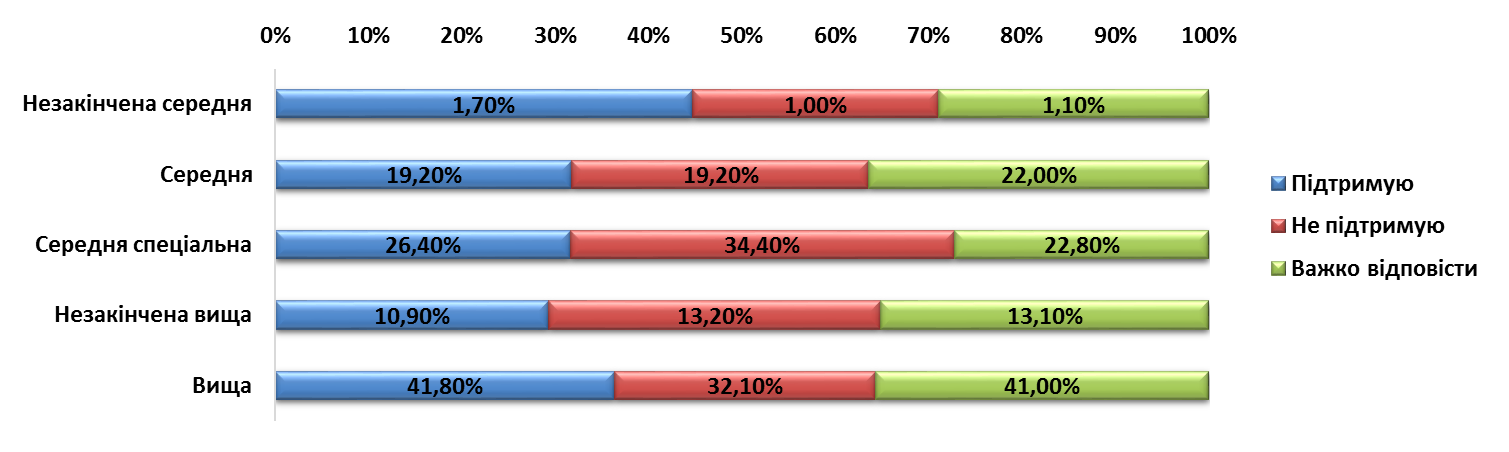 0% 10% 20% 30% 40% 50% 60% 70% 80% 90% 100%
Незакінчена середня 1,70% 1,00% 1,10%
Середня 19,20% 19,20% 22,00%
Середня спеціальна 26,40% 34,40% 22,80%
Незакінчена вища 10,90% 13,20% 13,10%
Вища 41,80% 32,10% 41,00%
Підтримую
Не підтримую
Важко відповісти